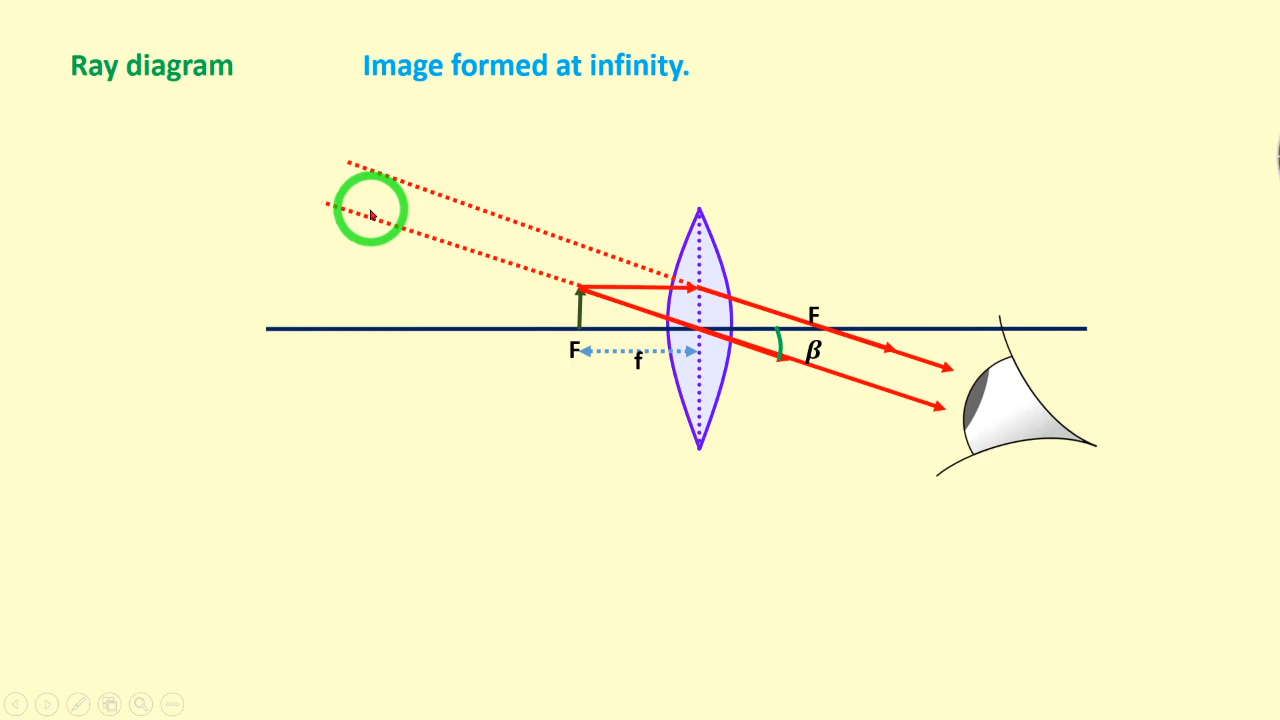 Ray diagram
Image formed at infinity.
F
F
f
β